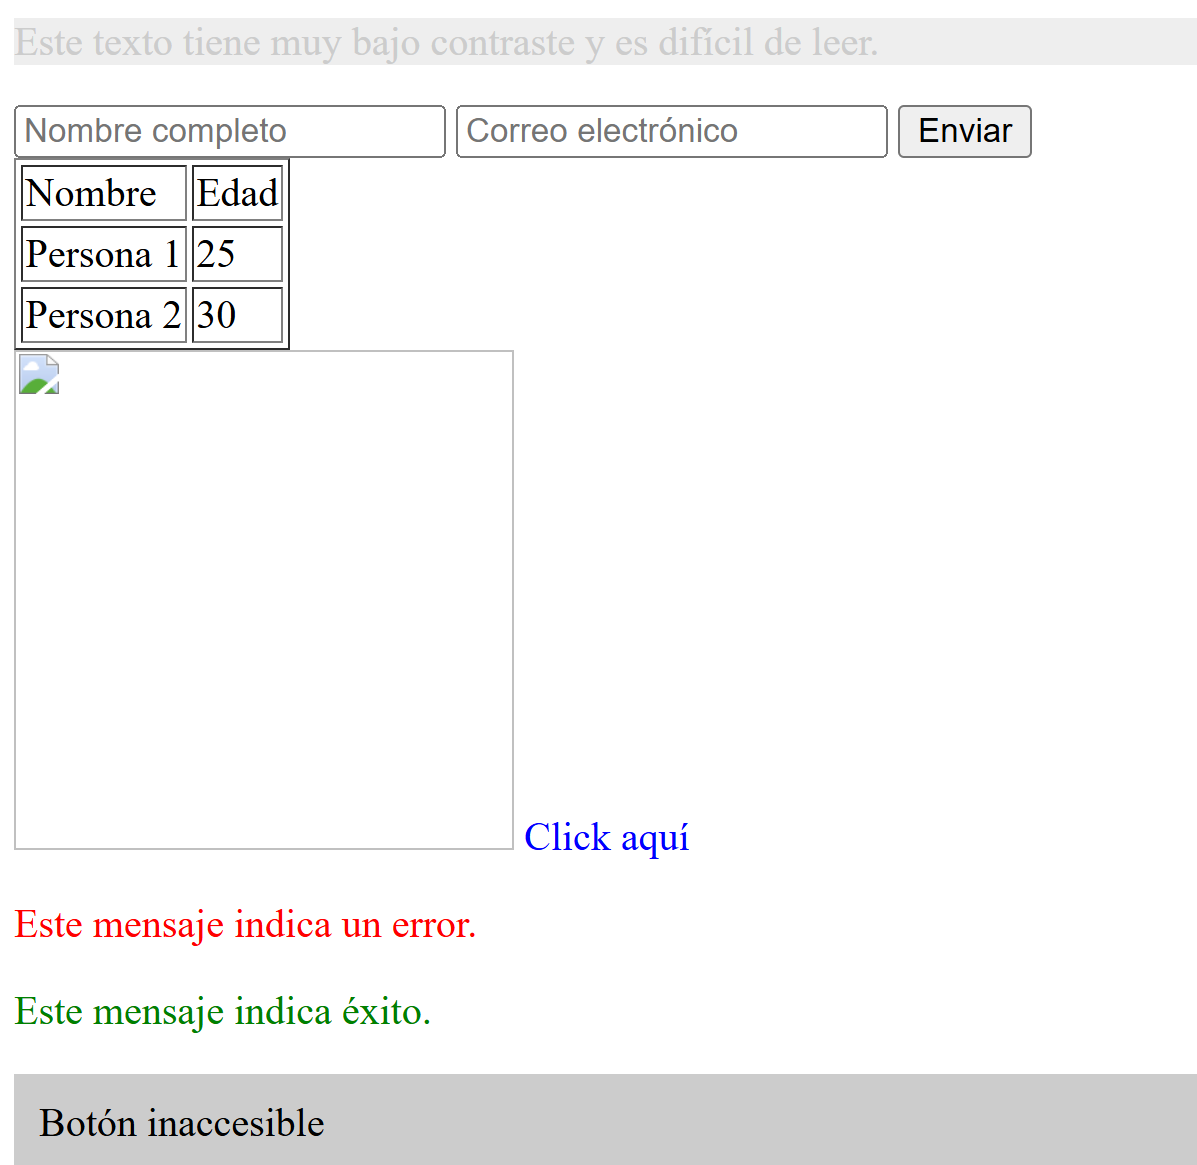 Este texto tiene muy bajo contraste y es difícil de leer.
Nombre completo Correo electrónico Enviar
Nombre Edad
Persona 1 25
Persona 2 30
Click aquí
Este mensaje indica un error.
Este mensaje indica éxito.
Botón inaccesible